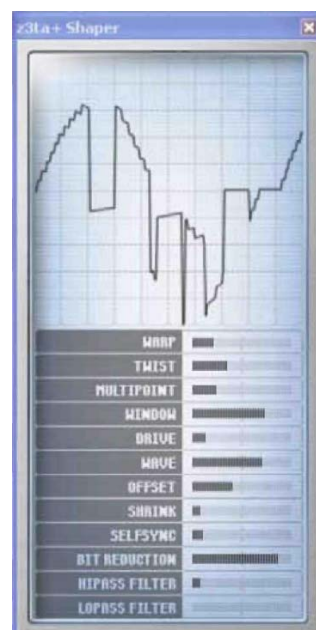 z3ta+ Shaper
WARP
TWIST
MULTIPOINT
WINDOW
DRIVE
WAVE
OFFSET
SHRINK
SELFSYNC
BIT REDUCTION
HIPASS FILTER
LOPASS FILTER